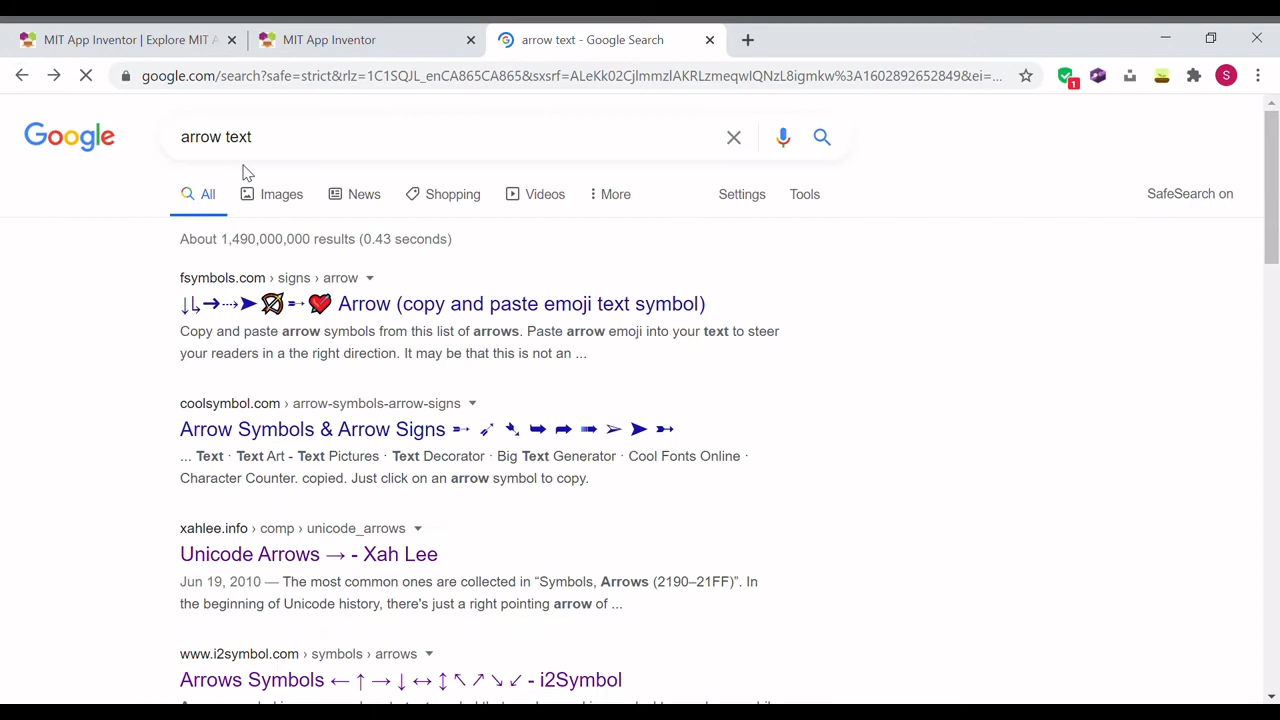 MIT App Inventor | Explore MIT A
MIT App Inventor
arrow text - Google Search
google.com/search?safe=strict&rlz=1C1SQJL_enCA865CA865&sxsrf=ALeKk02CjlmmzlAKRLzmeqwIQNzL8igmkw%3A1602892652849&ei=...
1
S
Google
arrow text
All
Images
News
Shopping
Videos
More
Settings
Tools
SafeSearch on
About 1,490,000,000 results (0.43 seconds)
fsymbols.com › signs › arrow
↓↳➔⤑➤🏹➵💘 Arrow (copy and paste emoji text symbol)
Copy and paste arrow symbols from this list of arrows. Paste arrow emoji into your text to steer
your readers in a the right direction. It may be that this is not an ...
coolsymbol.com › arrow-symbols-arrow-signs
Arrow Symbols & Arrow Signs ➵ ➶ ➴ ➥ ➦ ➠ ➢ ➤ ➳
... Text · Text Art - Text Pictures · Text Decorator · Big Text Generator · Cool Fonts Online ·
Character Counter. copied. Just click on an arrow symbol to copy.
xahlee.info › comp › unicode_arrows
Unicode Arrows → - Xah Lee
Jun 19, 2010 — The most common ones are collected in “Symbols, Arrows (2190–21FF)”. In
the beginning of Unicode history, there's just a right pointing arrow of ...
www.i2symbol.com › symbols › arrows
Arrows Symbols ← ↑ → ↓ ↔ ↕ ↖ ↗ ↘ ↙ - i2Symbol